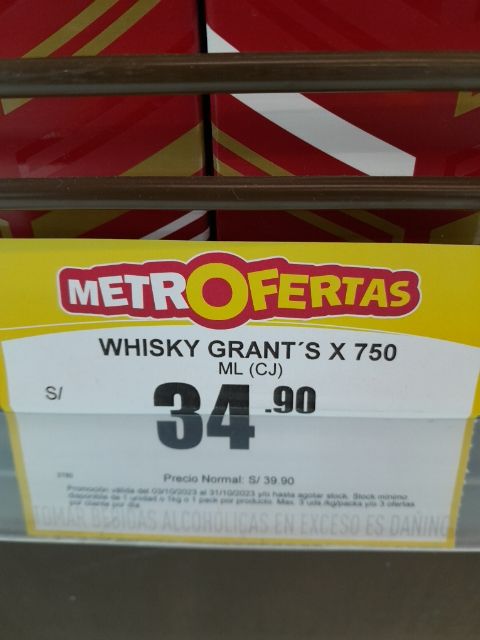 METROFERTAS
WHISKY GRANT´S X 750
ML (CJ)
S/ 34.90
Precio Normal: S/ 39.90
Promoción válida del 03/10/2023 al 31/10/2023 y/o hasta agotar stock. Stock mínimo
disponible de 1 unidad o 1kg o 1 pack por producto. Max. 3 uds./kg/packs y/o 3 ofertas
por cliente por día
TOMAR BEBIDAS ALCOHÓLICAS EN EXCESO ES DAÑINO